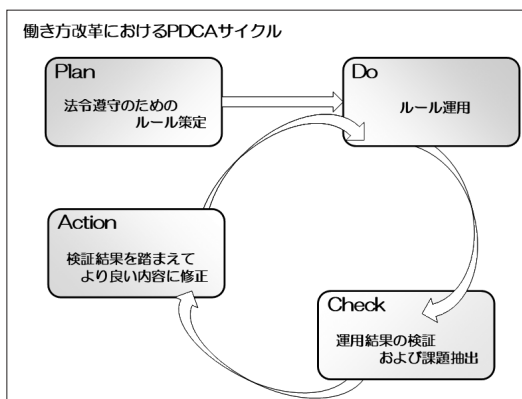 働き方改革におけるPDCAサイクル
Plan
法令遵守のための
ルール策定
Do
ルール運用
Action
検証結果を踏まえて
より良い内容に修正
Check
運用結果の検証
および課題抽出